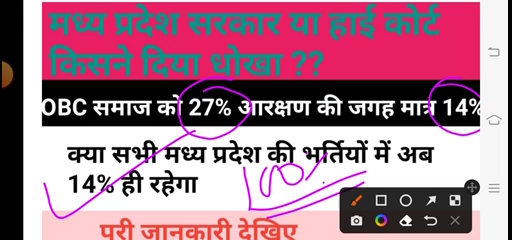 मध्य प्रदेश सरकार या हाई कोर्ट
किसने दिया धोखा ??
OBC समाज को 27% आरक्षण की जगह मात्र 14%
क्या सभी मध्य प्रदेश की भर्तियों में अब
14% ही रहेगा
पूरी जानकारी देखिए